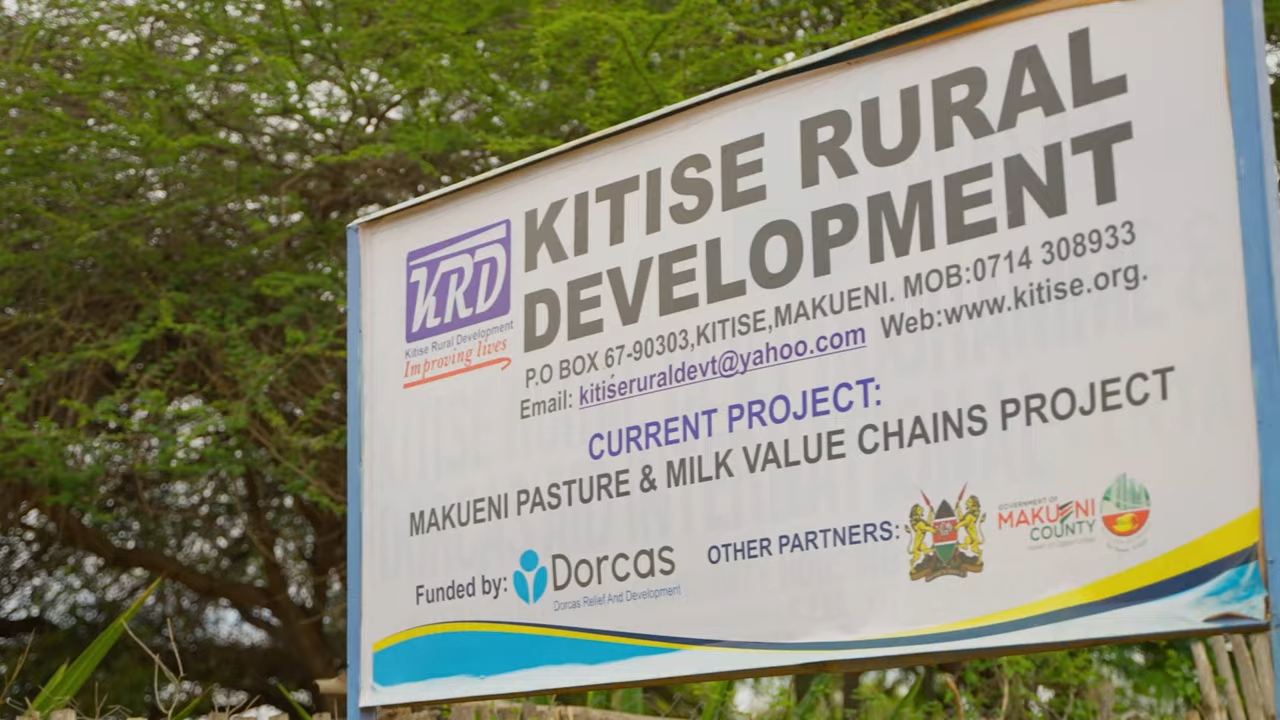 KITISE RURAL
DEVELOPMENT
KRD
Kitise Rural Development
Improving lives
P.O BOX 67-90303,KITISE,MAKUENI. MOB:0714 308933
Email: kitiseruraldevt@yahoo.com Web:www.kitise.org.
CURRENT PROJECT:
MAKUENI PASTURE & MILK VALUE CHAINS PROJECT
Funded by: Dorcas
Dorcas Relief And Development
OTHER PARTNERS:
GOVERNMENT OF
MAKUENI
COUNTY